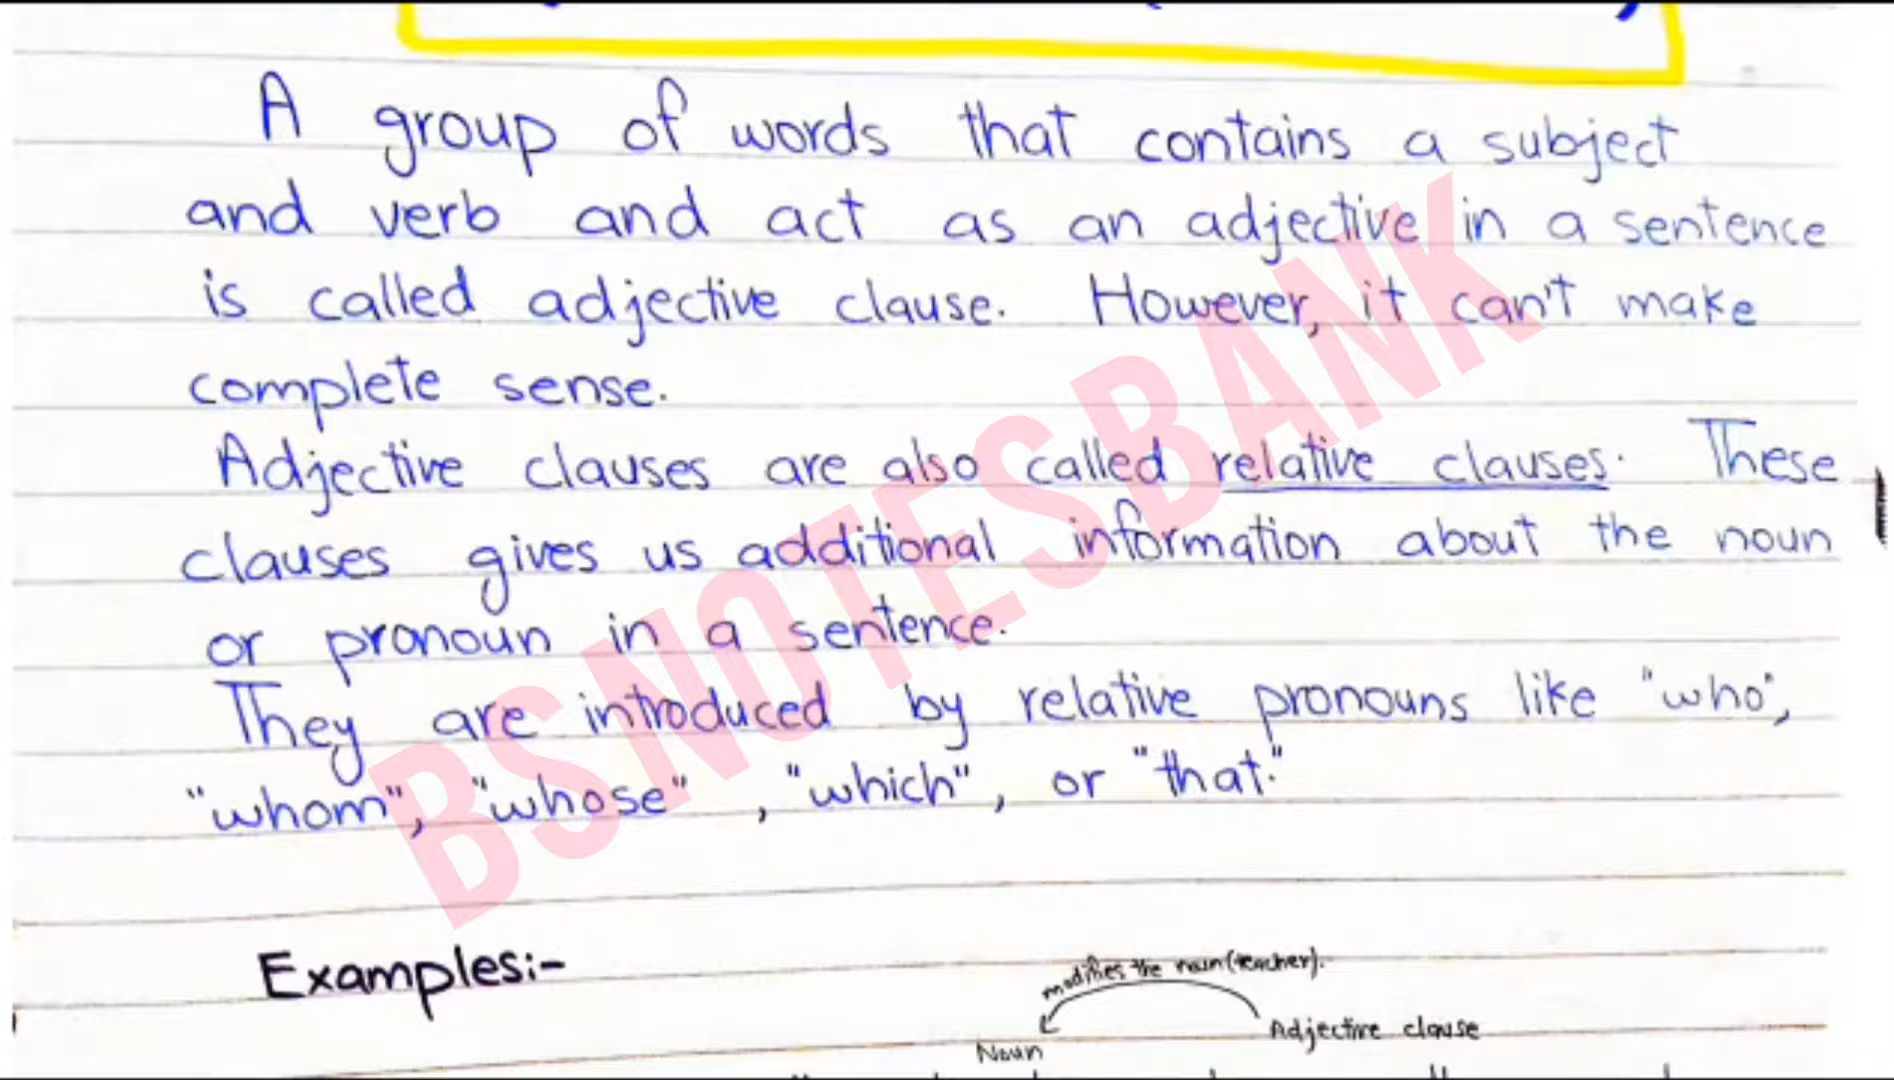 A group of words that contains a subject
and verb and act as an adjective in a sentence
is called adjective clause. However, it can't make
complete sense.
Adjective clauses are also called relative clauses. These
clauses gives us additional information about the noun
or pronoun in a sentence.
They are introduced by relative pronouns like "who",
"whom", "whose", "which", or "that."
BSNOTESBANK
Examples:-
modifies the noun (teacher).
Adjective clause
Noun